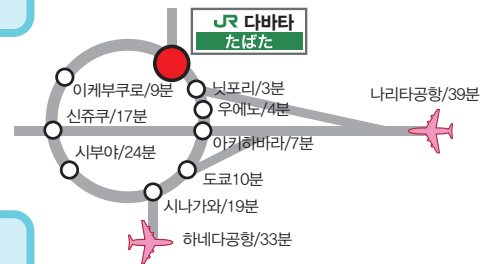 JR 다바타
たばた
이케부쿠로/9분
닛포리/3분
나리타공항/39분
우에노/4분
신쥬쿠/17분
아키하바라/7분
시부야/24분
도쿄10분
시나가와/19분
하네다공항/33분